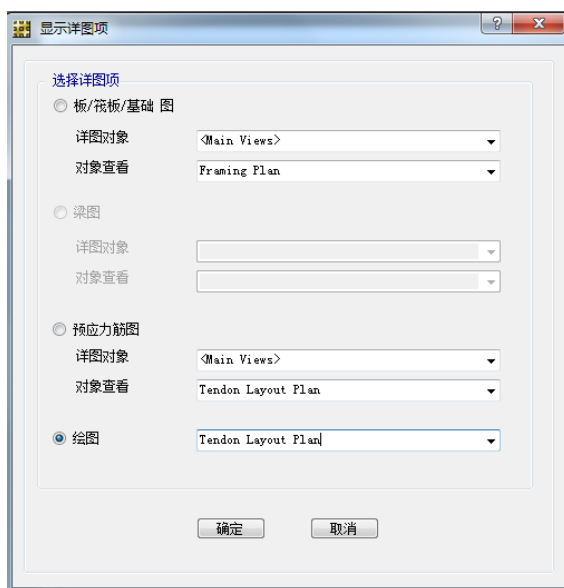 显示详图项
选择详图项
板/筏板/基础 图
详图对象 <Main Views>
对象查看 Framing Plan
梁图
详图对象
对象查看
预应力筋图
详图对象 <Main Views>
对象查看 Tendon Layout Plan
绘图 Tendon Layout Plan
确定 取消